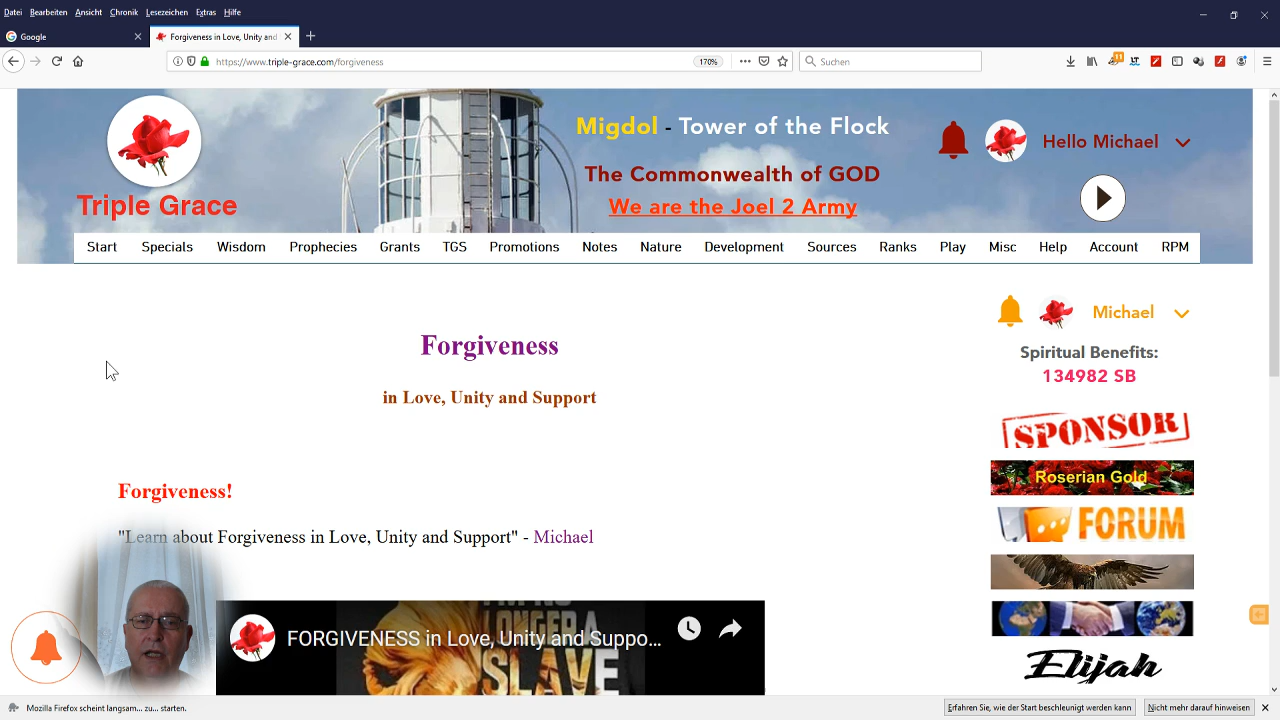 Datei Bearbeiten Ansicht Chronik Lesezeichen Extras Hilfe
Google
Forgiveness in Love, Unity and
https://www.triple-grace.com/forgiveness
170%
Suchen
11
LT
Triple Grace
Migdol - Tower of the Flock
The Commonwealth of GOD
We are the Joel 2 Army
Hello Michael
Start Specials Wisdom Prophecies Grants TGS Promotions Notes Nature Development Sources Ranks Play Misc Help Account RPM
Forgiveness
in Love, Unity and Support
Forgiveness!
"Learn about Forgiveness in Love, Unity and Support" - Michael
FORGIVENESS in Love, Unity and Suppo...
LONGER A
SLAVE
Michael
Spiritual Benefits:
134982 SB
SPONSOR
Roserian Gold
FORUM
Elijah
Mozilla Firefox scheint langsam... zu... starten.
Erfahren Sie, wie der Start beschleunigt werden kann
Nicht mehr darauf hinweisen